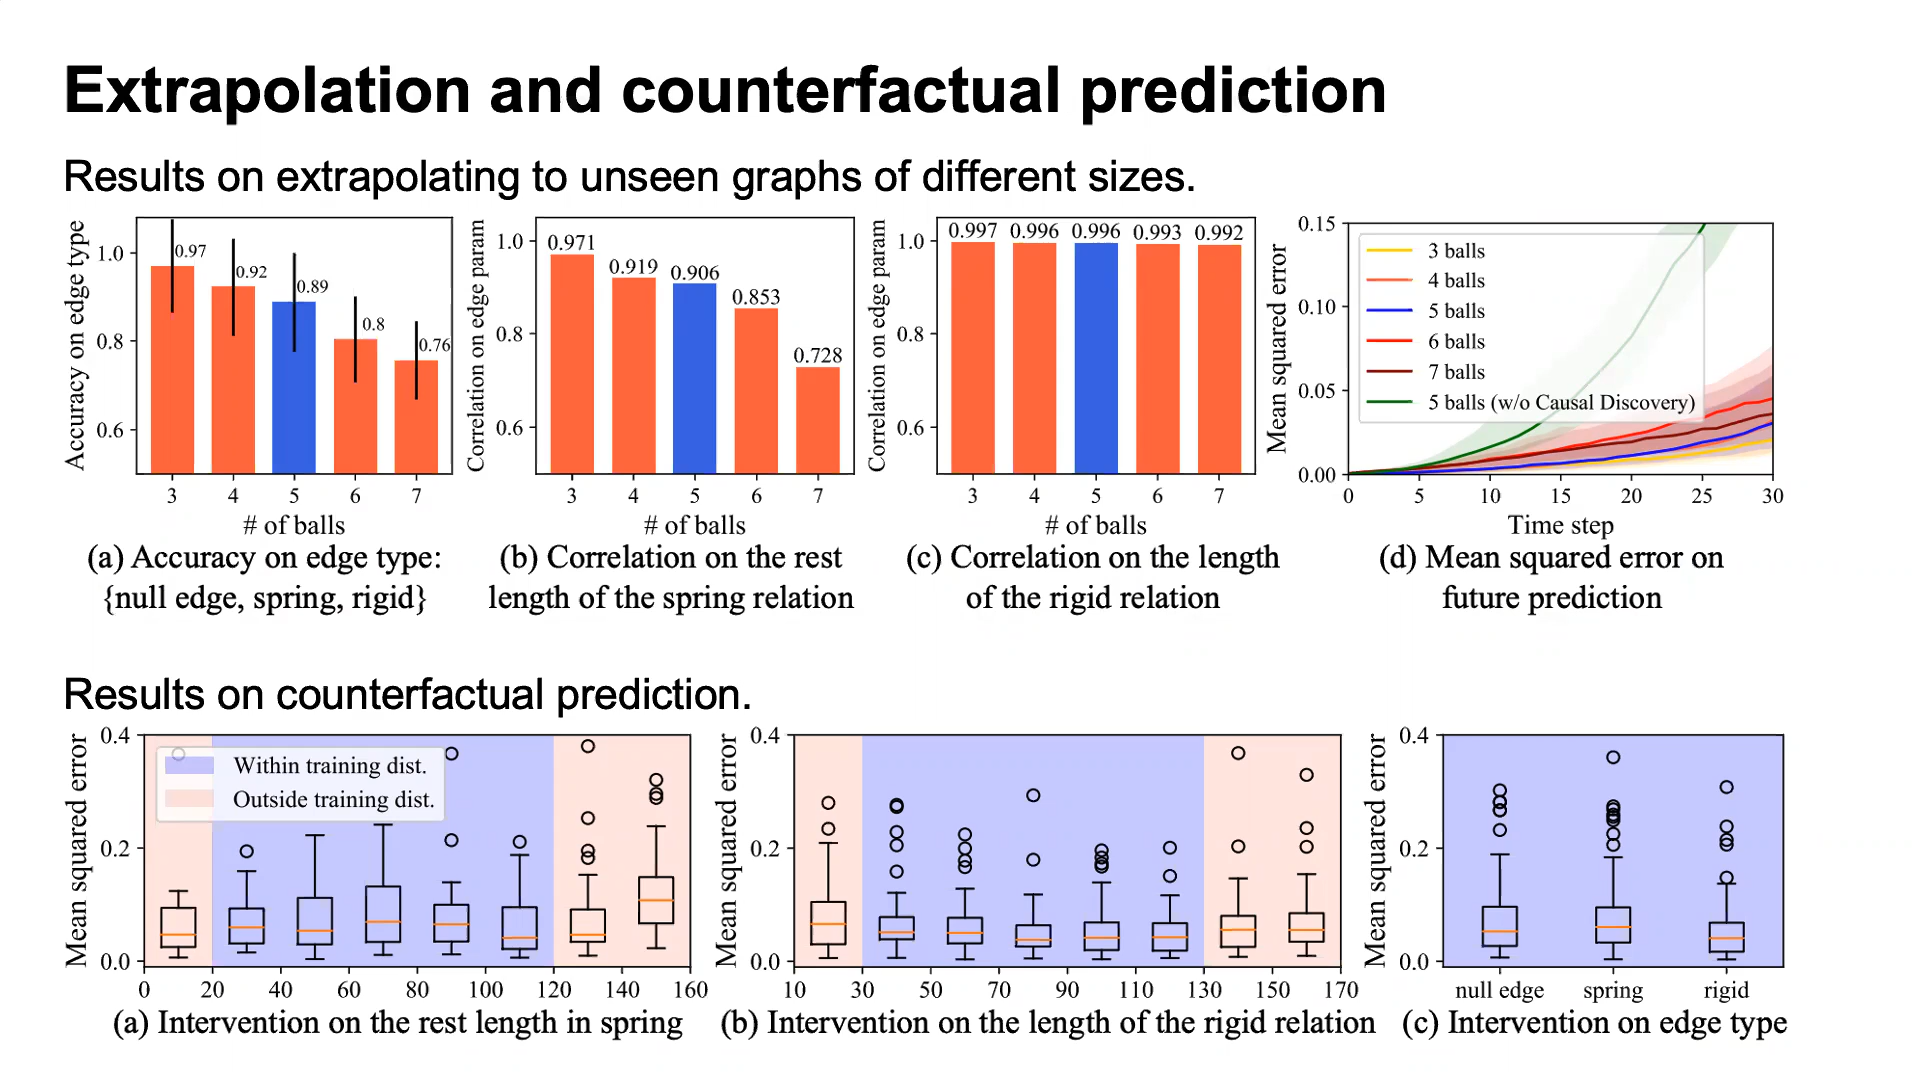 Extrapolation and counterfactual prediction
Results on extrapolating to unseen graphs of different sizes.
Accuracy on edge type
1.0
0.8
0.6
0.97
0.92
0.89
0.8
0.76
3 4 5 6 7
# of balls
(a) Accuracy on edge type:
{null edge, spring, rigid}
Correlation on edge param
1.0
0.8
0.6
0.971
0.919
0.906
0.853
0.728
3 4 5 6 7
# of balls
(b) Correlation on the rest
length of the spring relation
Correlation on edge param
1.0
0.8
0.6
0.997 0.996 0.996 0.993 0.992
3 4 5 6 7
# of balls
(c) Correlation on the length
of the rigid relation
Mean squared error
0.15
0.10
0.05
0.00
3 balls
4 balls
5 balls
6 balls
7 balls
5 balls (w/o Causal Discovery)
0 5 10 15 20 25 30
Time step
(d) Mean squared error on
future prediction
Results on counterfactual prediction.
Mean squared error
0.4
0.2
0.0
Within training dist.
Outside training dist.
0 20 40 60 80 100 120 140 160
(a) Intervention on the rest length in spring
Mean squared error
0.4
0.2
0.0
10 30 50 70 90 110 130 150 170
(b) Intervention on the length of the rigid relation
Mean squared error
0.4
0.2
0.0
null edge spring rigid
(c) Intervention on edge type